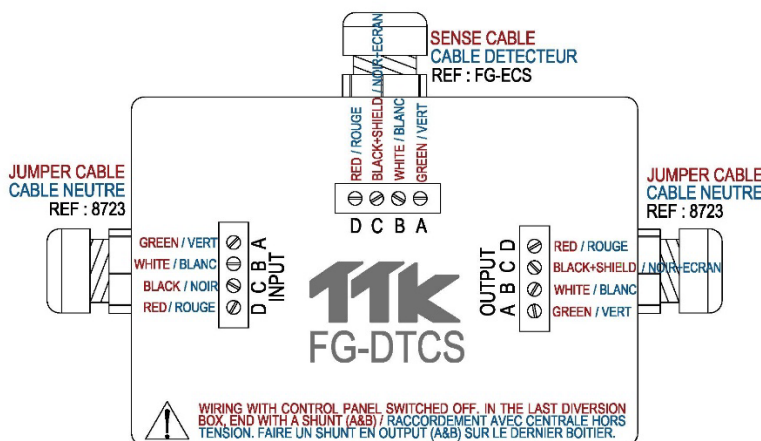 SENSE CABLE
CABLE DETECTEUR
REF : FG-ECS
RED / ROUGE
BLACK+SHIELD / NOIR+ECRAN
WHITE / BLANC
GREEN / VERT
D C B A
JUMPER CABLE
CABLE NEUTRE
REF : 8723
GREEN / VERT
WHITE / BLANC
BLACK / NOIR
RED/ ROUGE
A
B
C
D
INPUT
JUMPER CABLE
CABLE NEUTRE
REF : 8723
OUTPUT
D
C
B
A
RED / ROUGE
BLACK+SHIELD / NOIR+ECRAN
WHITE / BLANC
GREEN / VERT
TTK
FG-DTCS
WIRING WITH CONTROL PANEL SWITCHED OFF. IN THE LAST DIVERSION
BOX, END WITH A SHUNT (A&B) / RACCORDEMENT AVEC CENTRALE HORS
TENSION. FAIRE UN SHUNT EN OUTPUT (A&B) SUR LE DERNIER BOITIER.